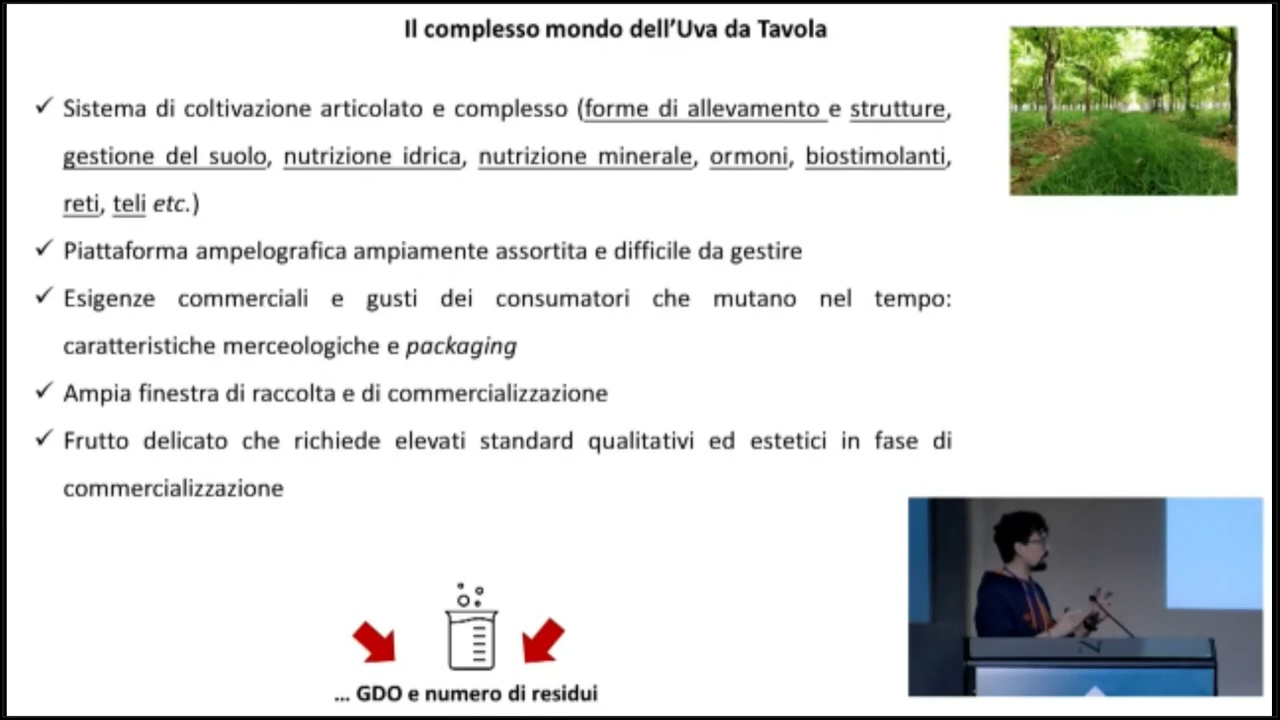 Il complesso mondo dell'Uva da Tavola
✓ Sistema di coltivazione articolato e complesso (forme di allevamento e strutture,
gestione del suolo, nutrizione idrica, nutrizione minerale, ormoni, biostimolanti,
reti, teli etc.)
✓ Piattaforma ampelografica ampiamente assortita e difficile da gestire
✓ Esigenze commerciali e gusti dei consumatori che mutano nel tempo:
caratteristiche merceologiche e packaging
✓ Ampia finestra di raccolta e di commercializzazione
✓ Frutto delicato che richiede elevati standard qualitativi ed estetici in fase di
commercializzazione
... GDO e numero di residui